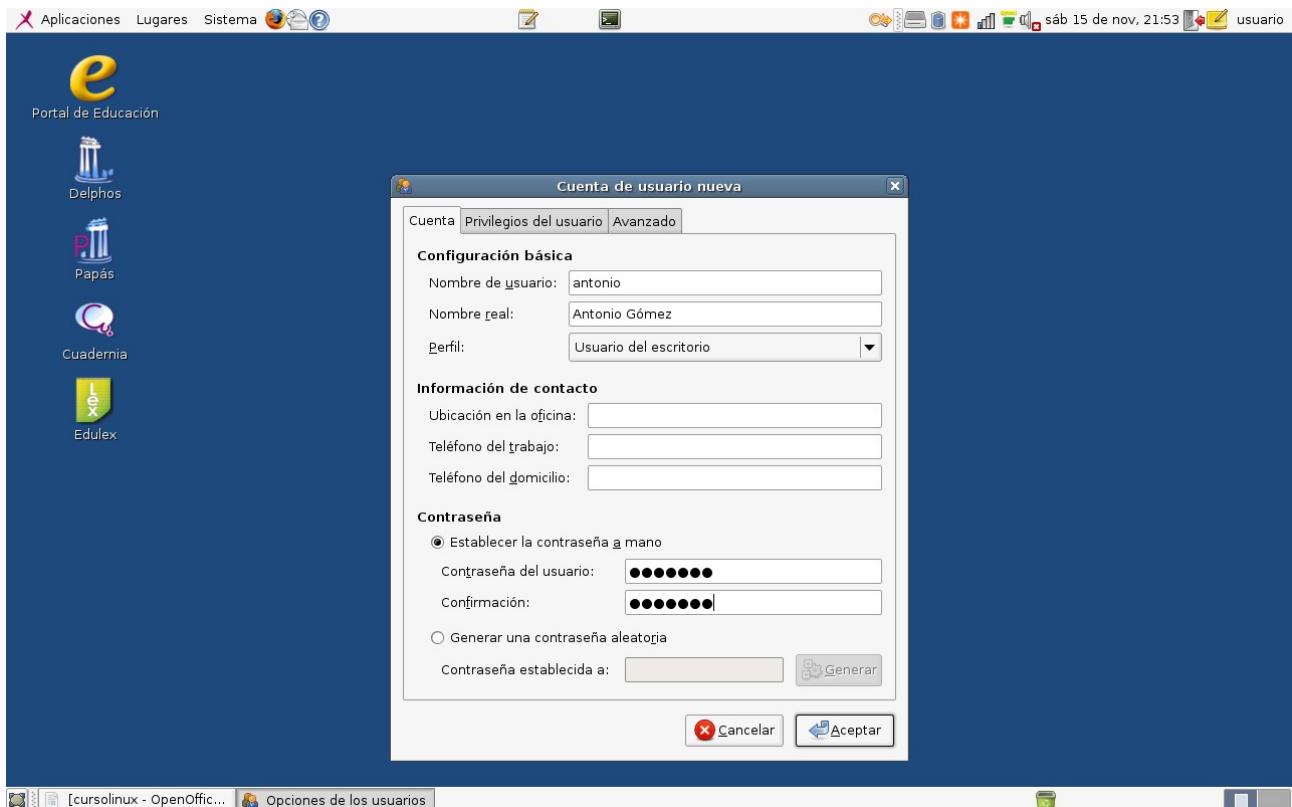 Aplicaciones Lugares Sistema sáb 15 de nov, 21:53 usuario
Portal de Educación
Delphos
Papás
Cuadernia
Lex
Edulex
Cuenta de usuario nueva
Cuenta Privilegios del usuario Avanzado
Configuración básica
Nombre de usuario: antonio
Nombre real: Antonio Gómez
Perfil: Usuario del escritorio
Información de contacto
Ubicación en la oficina:
Teléfono del trabajo:
Teléfono del domicilio:
Contraseña
Establecer la contraseña a mano
Contraseña del usuario: ●●●●●●●
Confirmación: ●●●●●●●
Generar una contraseña aleatoria
Contraseña establecida a: Generar
Cancelar Aceptar
[cursolinux - OpenOffic... Opciones de los usuarios